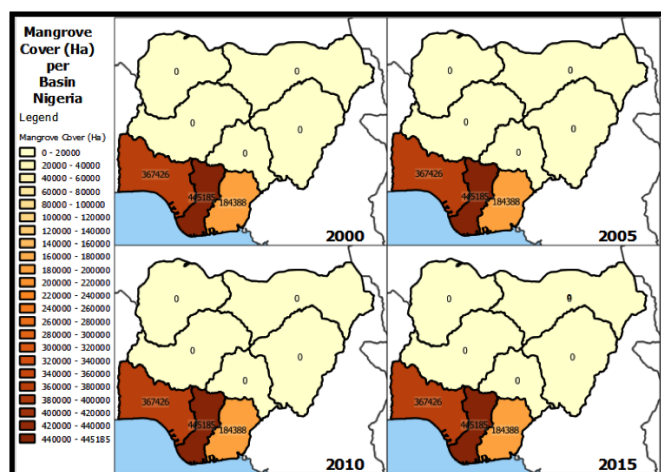 Mangrove
Cover (Ha)
per
Basin
Nigeria
Legend
Mangrove Cover (Ha)
0 - 20000
20000 - 40000
40000 - 60000
60000 - 80000
80000 - 100000
100000 - 120000
120000 - 140000
140000 - 160000
160000 - 180000
180000 - 200000
200000 - 220000
220000 - 240000
240000 - 260000
260000 - 280000
280000 - 300000
300000 - 320000
320000 - 340000
340000 - 360000
360000 - 380000
380000 - 400000
400000 - 420000
420000 - 440000
440000 - 445185
0
0
0
0
0
367426
445185
184388
2000
0
0
0
0
0
367426
445185
184388
2005
0
0
0
0
0
367426
445185
184388
2010
0
0
0
0
0
367426
445185
184388
2015